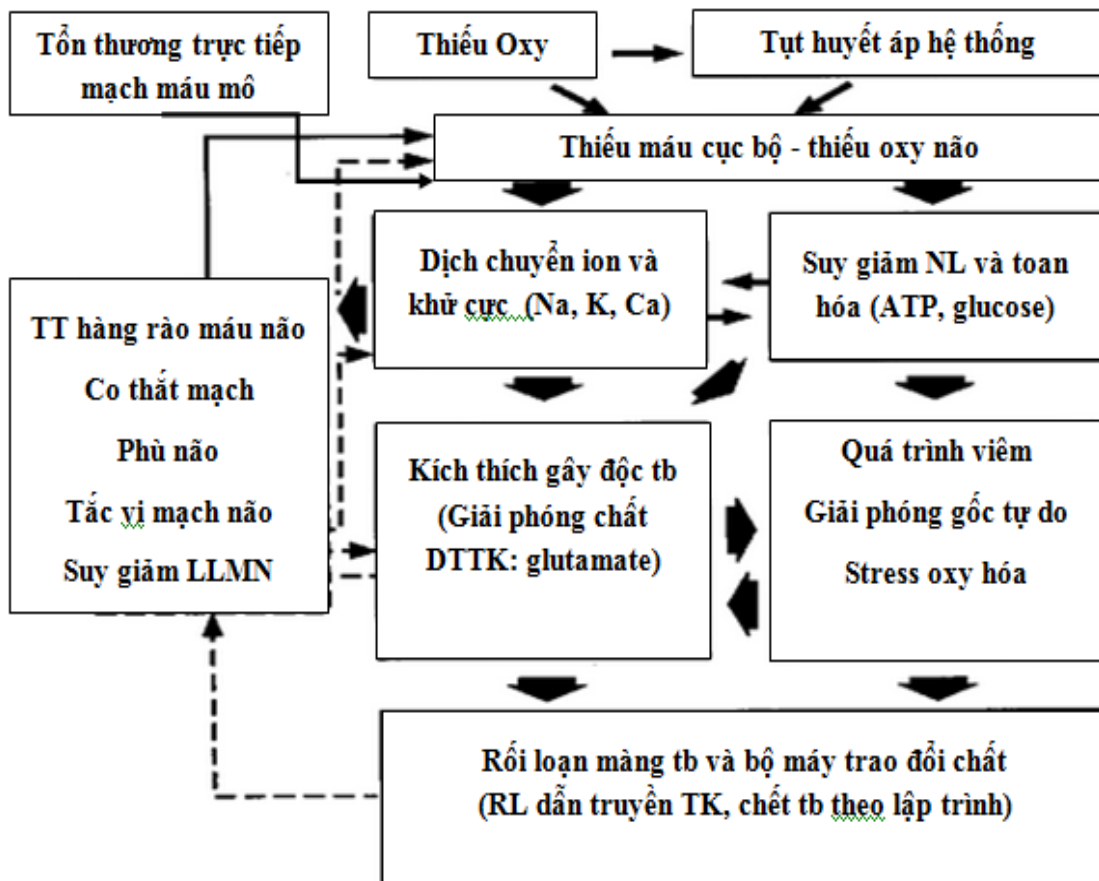 Tổn thương trực tiếp
mạch máu mô
Thiếu Oxy
Tụt huyết áp hệ thống
Thiếu máu cục bộ - thiếu oxy não
Dịch chuyển ion và
khử cực (Na, K, Ca)
Suy giảm NL và toan
hóa (ATP, glucose)
TT hàng rào máu não
Co thắt mạch
Phù não
Tắc vị mạch não
Suy giảm LLMN
Kích thích gây độc tb
(Giải phóng chất
DTTK: glutamate)
Quá trình viêm
Giải phóng gốc tự do
Stress oxy hóa
Rối loạn màng tb và bộ máy trao đổi chất
(RL dẫn truyền TK, chết tb theo lập trình)